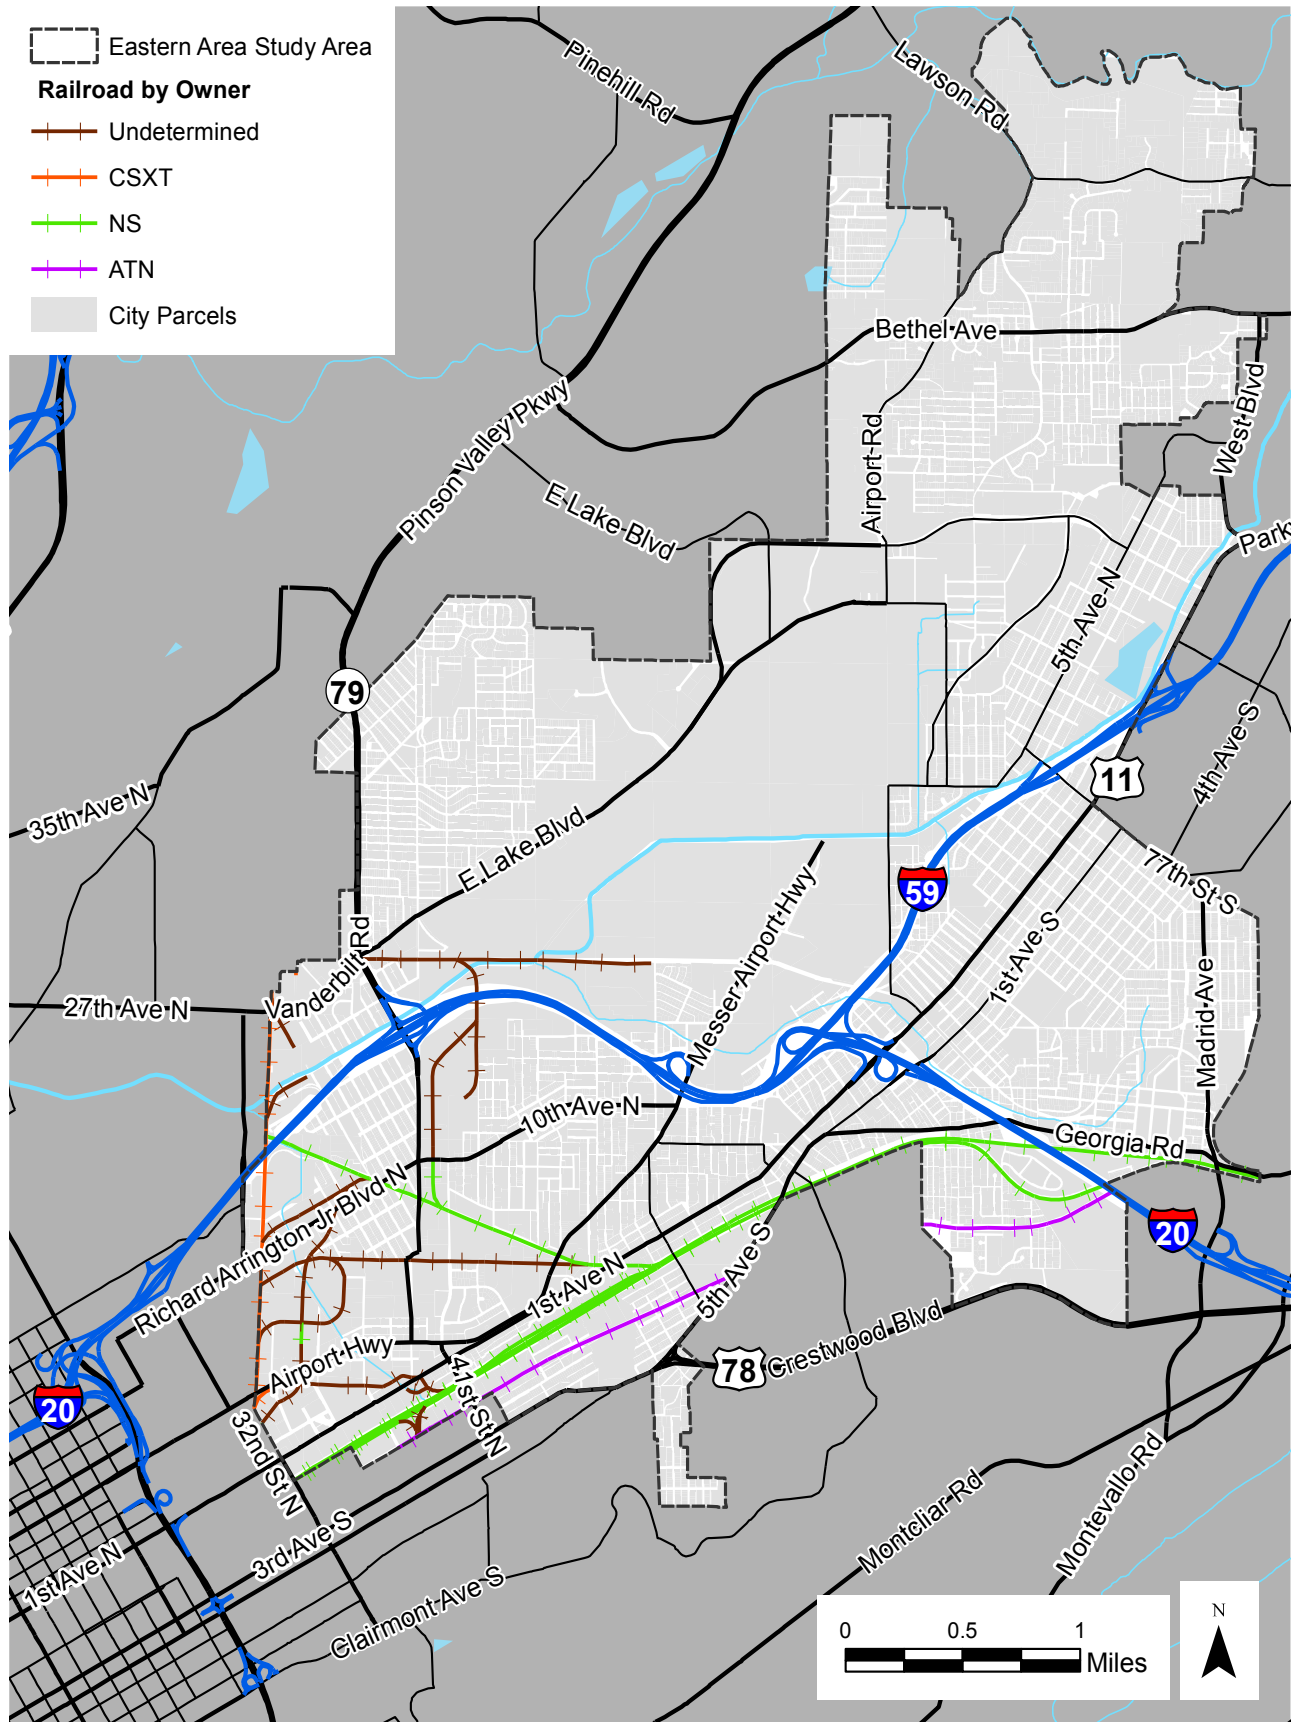 Eastern Area Study Area
Railroad by Owner
Undetermined
CSXT
NS
ATN
City Parcels
Pinehill Rd
Lawson Rd
Bethel Ave
West Blvd
Pinson Valley Pkwy
Airport Rd
E Lake Blvd
Park
5th Ave N
79
11
4th Ave S
35th Ave N
E Lake Blvd
77th St S
59
Messer Airport Hwy
1st Ave S
Vanderbilt Rd
27th Ave N
Madrid Ave
10th Ave N
Georgia Rd
Richard Arrington Jr Blvd N
20
1st Ave N
5th Ave S
Airport Hwy
78
Crestwood Blvd
20
41st St N
32nd St N
3rd Ave S
1st Ave N
Clairmont Ave S
Montcliar Rd
Montevallo Rd
0 0.5 1
Miles
N